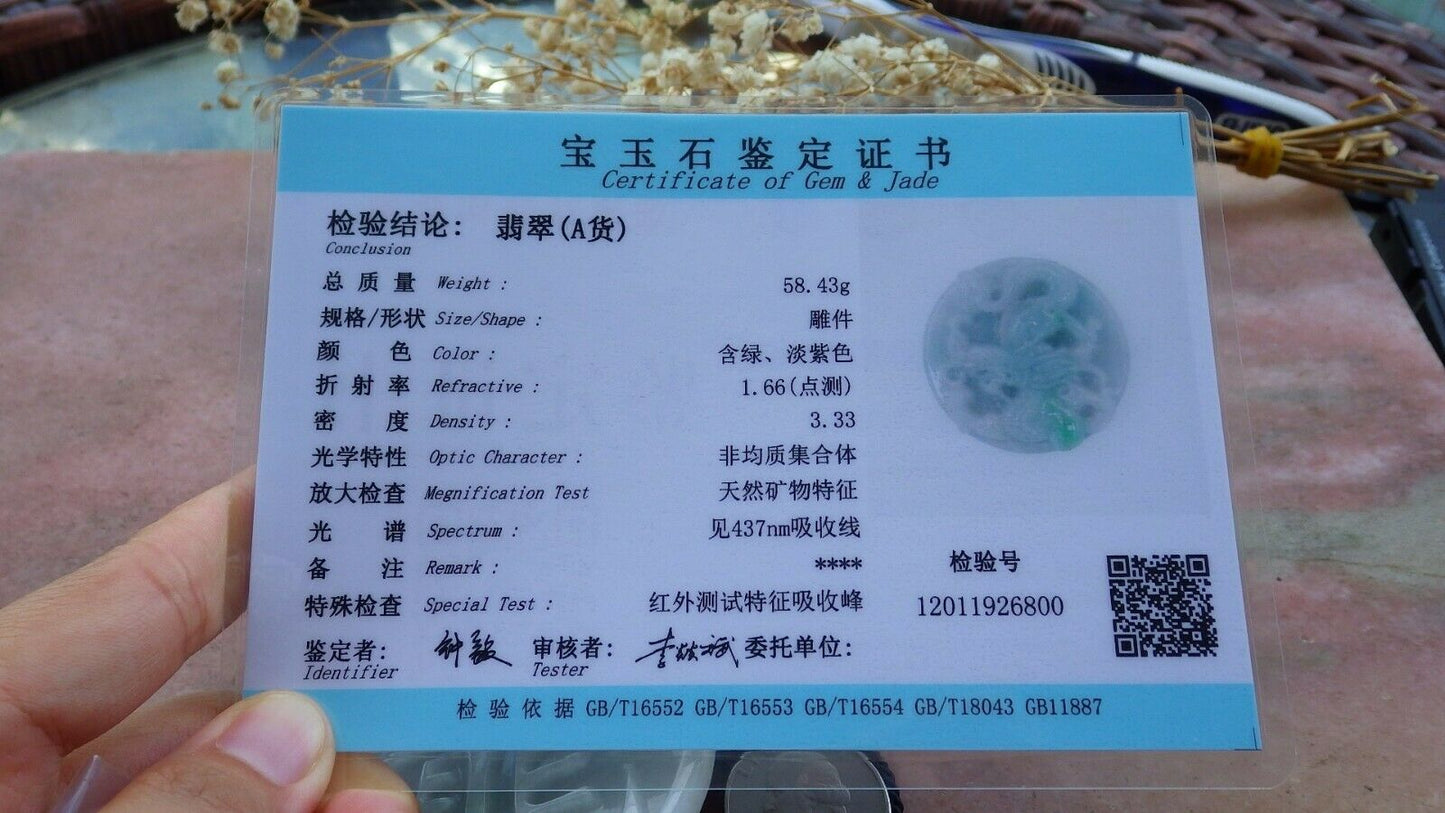 宝玉石鉴定证书
Certificate of Gem & Jade
检验结论: 翡翠(A货)
Conclusion
总质量 Weight : 58.43g
规格/形状 Size/Shape : 雕件
颜色 Color : 含绿、淡紫色
折射率 Refractive : 1.66(点测)
密度 Density : 3.33
光学特性 Optic Character : 非均质集合体
放大检查 Megnification Test 天然矿物特征
光谱 Spectrum : 见437nm吸收线
备注 Remark : ****
特殊检查 Special Test : 红外测试特征吸收峰
检验号
12011926800
鉴定者: 审核者: 委托单位:
Identifier Tester
检验依据 GB/T16552 GB/T16553 GB/T16554 GB/T18043 GB11887